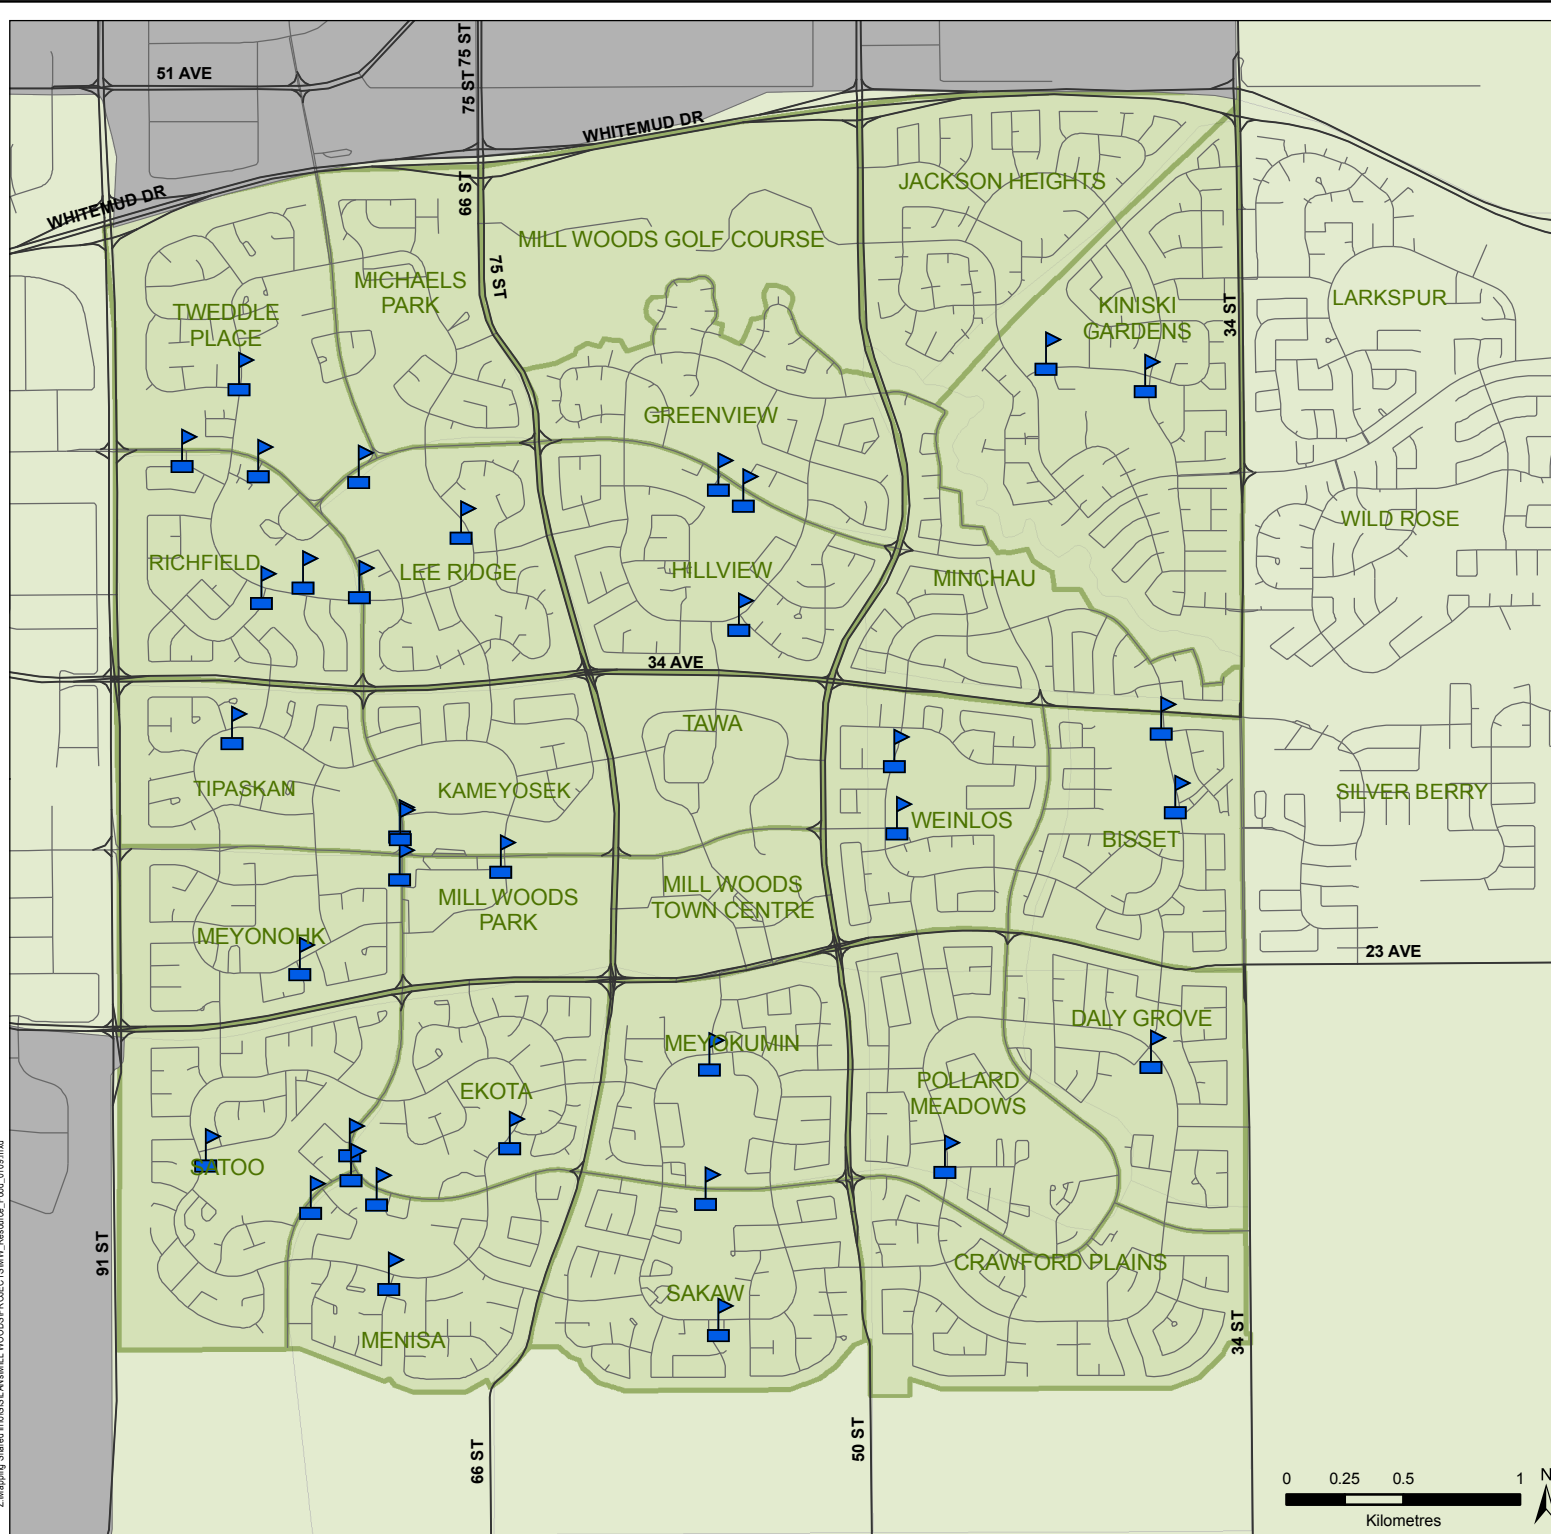 51 AVE
75 ST
75 ST
WHITEMUD DR
WHITEMUD DR
66 ST
75 ST
JACKSON HEIGHTS
MILL WOODS GOLF COURSE
MICHAELS
PARK
TWEDDLE
PLACE
KINISKI
GARDENS
34 ST
LARKSPUR
GREENVIEW
WILD ROSE
RICHFIELD
LEE RIDGE
HILLVIEW
MINCHAU
34 AVE
TAWA
TIPASKAN
KAMEYOSEK
WEINLOS
BISSET
SILVER BERRY
MILL WOODS
PARK
MILL WOODS
TOWN CENTRE
MEYONOHK
23 AVE
DALY GROVE
MEYOKUMIN
EKOTA
POLLARD
MEADOWS
SATOO
91 ST
CRAWFORD PLAINS
SAKAW
MENISA
34 ST
66 ST
50 ST
0 0.25 0.5 1
Kilometres
N